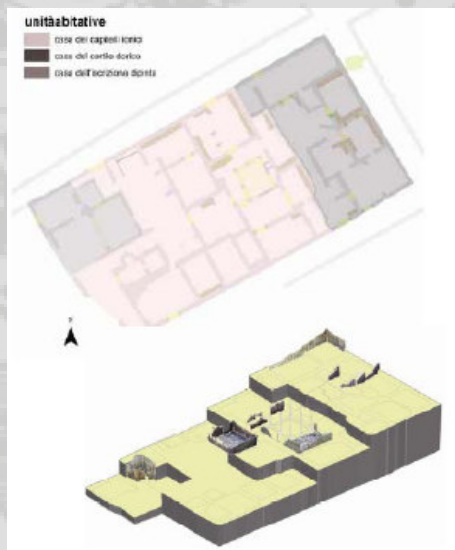 unitàabitative
casa dei capitelli ionici
casa del cortile dorico
casa dell'iscrizione dipinta